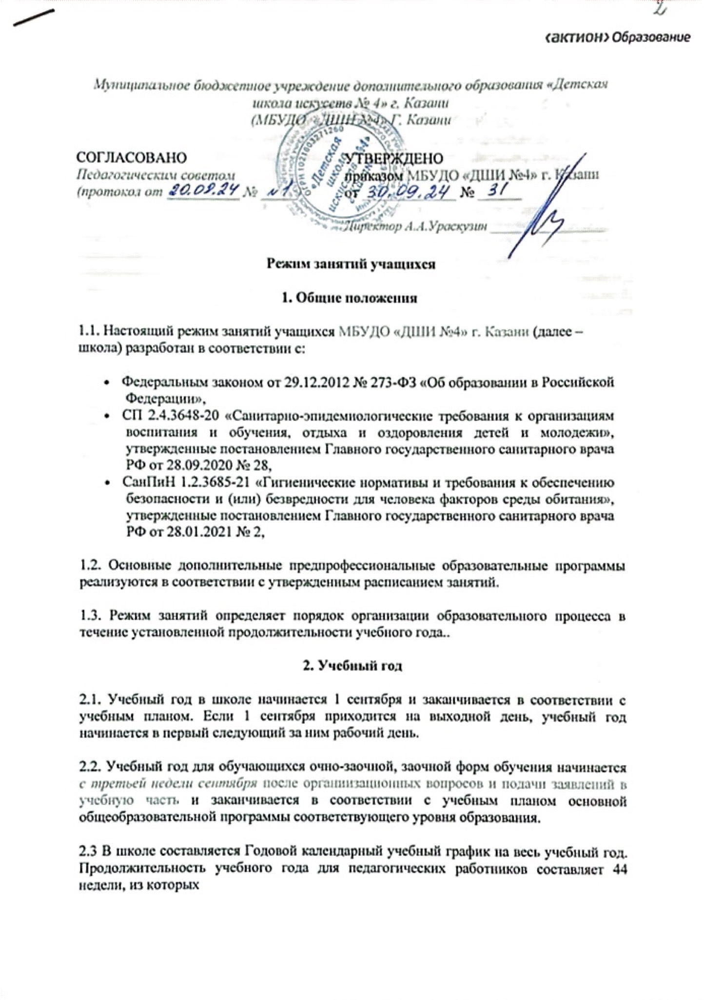 2
‹актион› Образование
Муниципальное бюджетное учреждение дополнительного образования «Детская
школа искусств № 4» г. Казани
(МБУДО «ДШИ №4» Г. Казани
ОГРН 1021603271260
«Детская
школа
искусств №4»
г. Казани
СОГЛАСОВАНО
Педагогическим советом
(протокол от 20.09.24 № №1
УТВЕРЖДЕНО
приказом МБУДО «ДШИ №4» г. Казани
от 30.09.24 № 31
Директор А.А.Ураскузин
Режим занятий учащихся
1. Общие положения
1.1. Настоящий режим занятий учащихся МБУДО «ДШИ №4» г. Казани (далее –
школа) разработан в соответствии с:
• Федеральным законом от 29.12.2012 № 273-ФЗ «Об образовании в Российской
Федерации»,
• СП 2.4.3648-20 «Санитарно-эпидемиологические требования к организациям
воспитания и обучения, отдыха и оздоровления детей и молодежи»,
утвержденные постановлением Главного государственного санитарного врача
РФ от 28.09.2020 № 28,
• СанПиН 1.2.3685-21 «Гигиенические нормативы и требования к обеспечению
безопасности и (или) безвредности для человека факторов среды обитания»,
утвержденные постановлением Главного государственного санитарного врача
РФ от 28.01.2021 № 2,
1.2. Основные дополнительные предпрофессиональные образовательные программы
реализуются в соответствии с утвержденным расписанием занятий.
1.3. Режим занятий определяет порядок организации образовательного процесса в
течение установленной продолжительности учебного года..
2. Учебный год
2.1. Учебный год в школе начинается 1 сентября и заканчивается в соответствии с
учебным планом. Если 1 сентября приходится на выходной день, учебный год
начинается в первый следующий за ним рабочий день.
2.2. Учебный год для обучающихся очно-заочной, заочной форм обучения начинается
с третьей недели сентября после органиизационных вопросов и подачи заявлений в
учебную часть и заканчивается в соответствии с учебным планом основной
общеобразовательной программы соответствующего уровня образования.
2.3 В школе составляется Годовой календарный учебный график на весь учебный год.
Продолжительность учебного года для педагогических работников составляет 44
недели, из которых